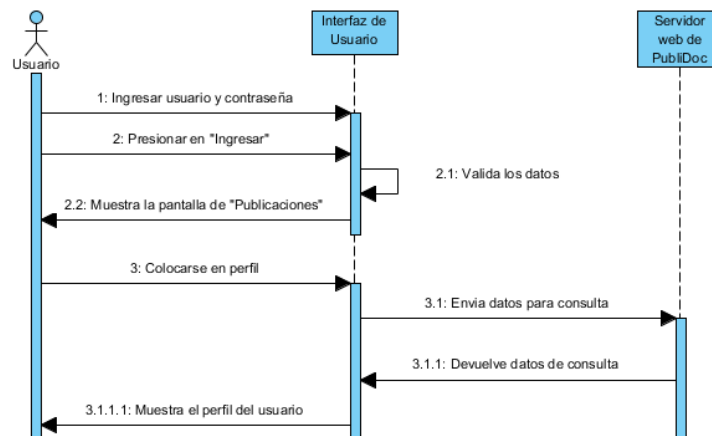 Usuario
Interfaz de
Usuario
Servidor
web de
PubliDoc
1: Ingresar usuario y contraseña
2: Presionar en "Ingresar"
2.1: Valida los datos
2.2: Muestra la pantalla de "Publicaciones"
3: Colocarse en perfil
3.1: Envia datos para consulta
3.1.1: Devuelve datos de consulta
3.1.1.1: Muestra el perfil del usuario